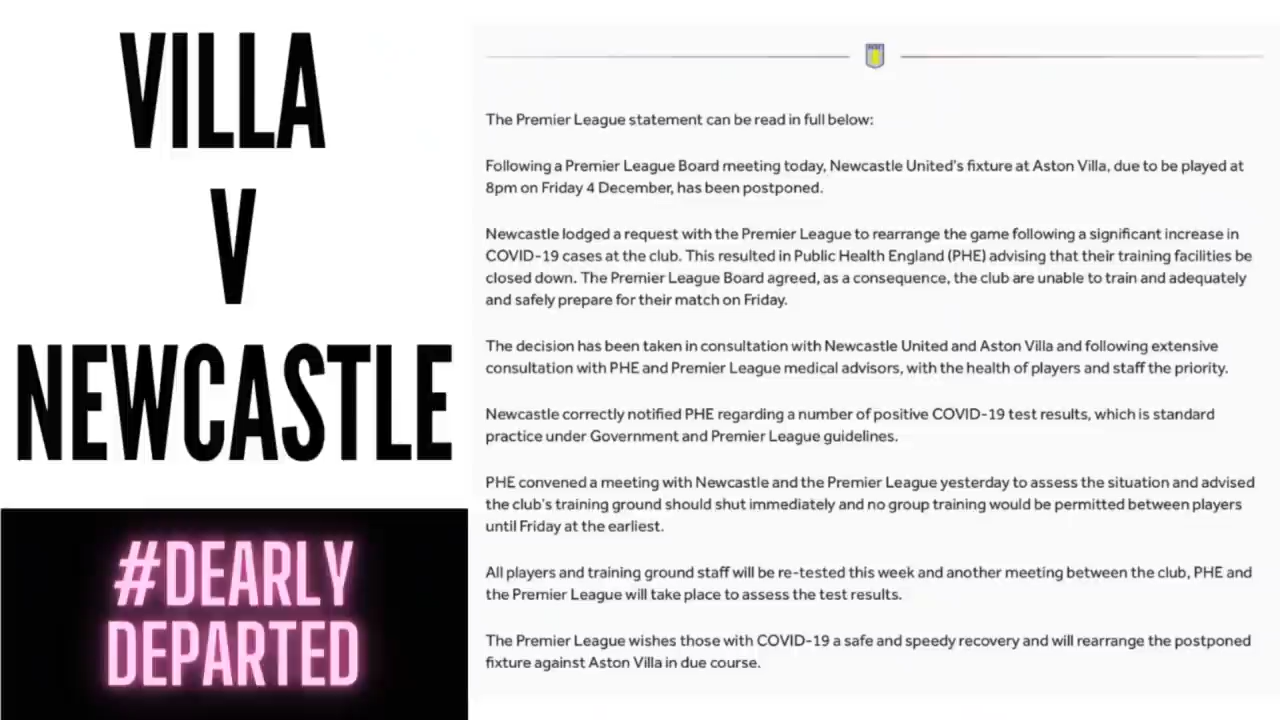 VILLA
V
NEWCASTLE
#DEARLY
DEPARTED
The Premier League statement can be read in full below:
Following a Premier League Board meeting today, Newcastle United's fixture at Aston Villa, due to be played at
8pm on Friday 4 December, has been postponed.
Newcastle lodged a request with the Premier League to rearrange the game following a significant increase in
COVID-19 cases at the club. This resulted in Public Health England (PHE) advising that their training facilities be
closed down. The Premier League Board agreed, as a consequence, the club are unable to train and adequately
and safely prepare for their match on Friday.
The decision has been taken in consultation with Newcastle United and Aston Villa and following extensive
consultation with PHE and Premier League medical advisors, with the health of players and staff the priority.
Newcastle correctly notified PHE regarding a number of positive COVID-19 test results, which is standard
practice under Government and Premier League guidelines.
PHE convened a meeting with Newcastle and the Premier League yesterday to assess the situation and advised
the club's training ground should shut immediately and no group training would be permitted between players
until Friday at the earliest.
All players and training ground staff will be re-tested this week and another meeting between the club, PHE and
the Premier League will take place to assess the test results.
The Premier League wishes those with COVID-19 a safe and speedy recovery and will rearrange the postponed
fixture against Aston Villa in due course.